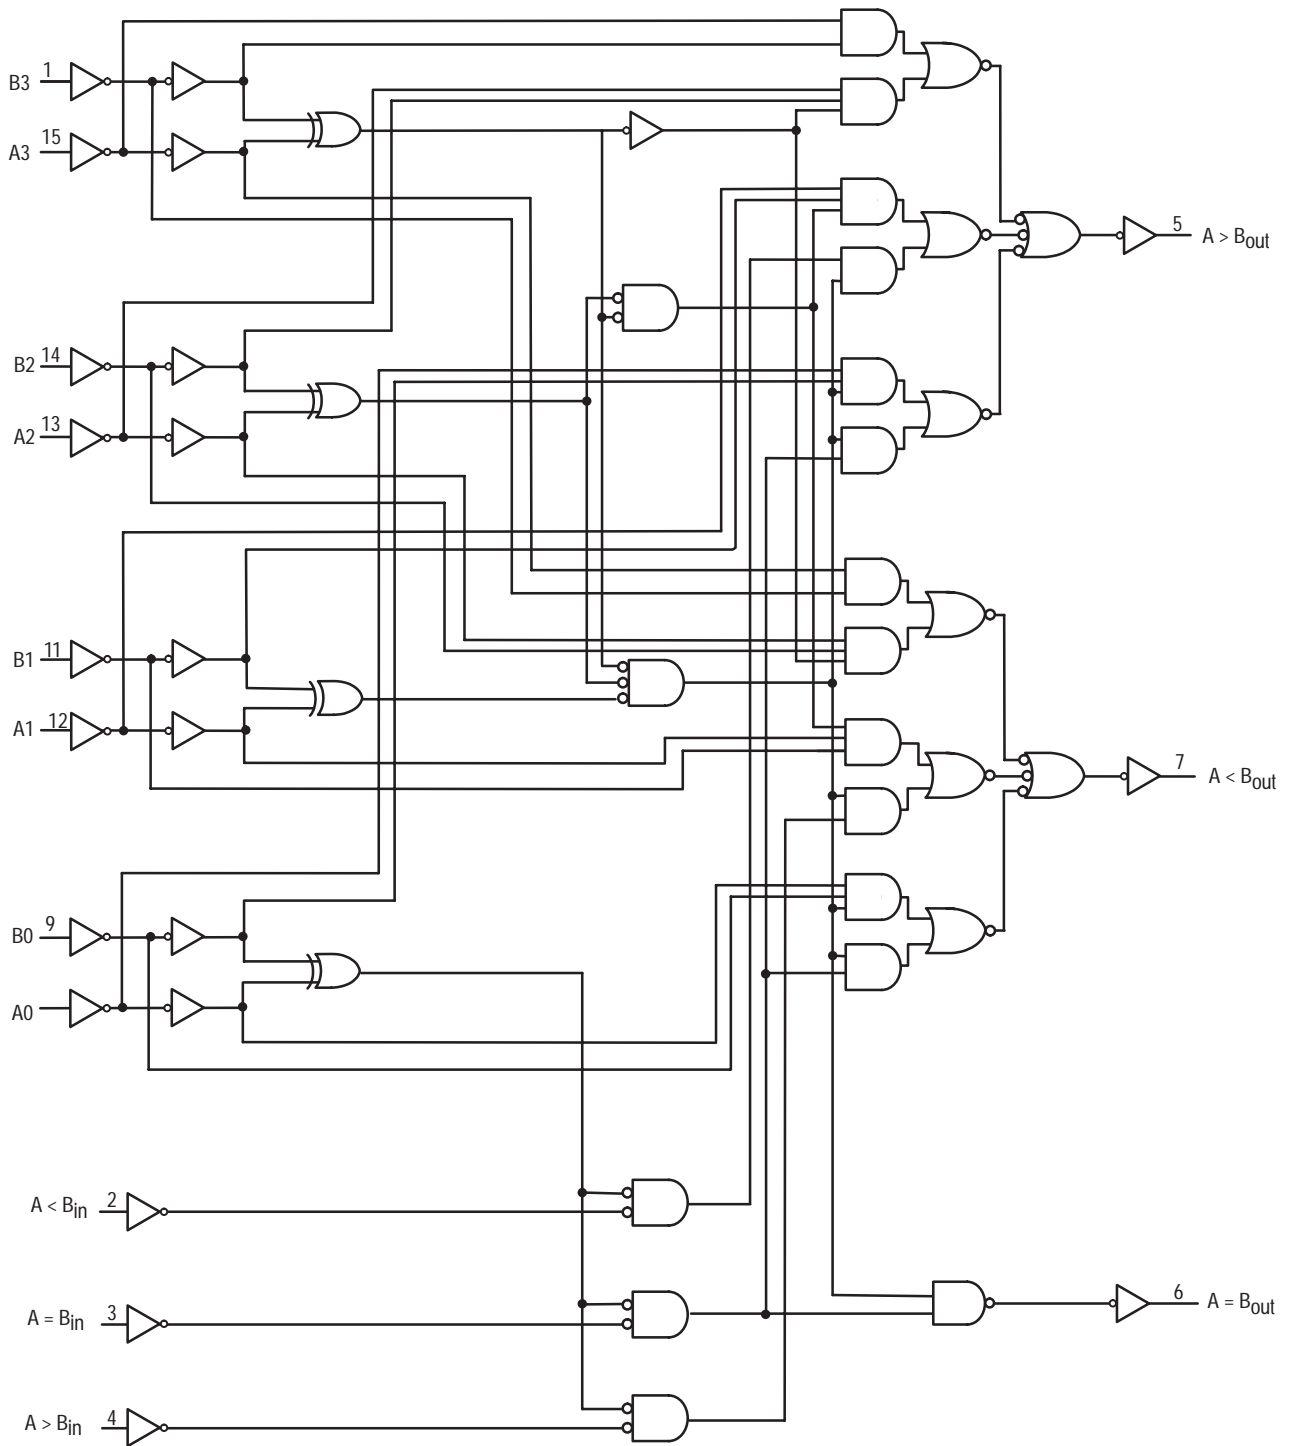 B3 1
A3 15
5 A > Bout
B2 14
A2 13
B1 11
A1 12
7 A < Bout
B0 9
A0
A < Bin 2
A = Bin 3
6 A = Bout
A > Bin 4